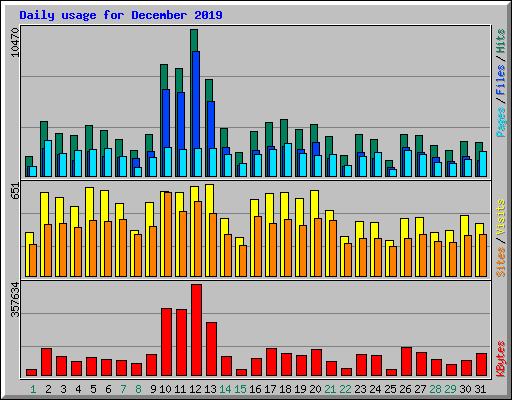 Daily usage for December 2019
10470
Pages / Files / Hits
651
Sites / Visits
357634
KBytes
1 2 3 4 5 6 7 8 9 10 11 12 13 14 15 16 17 18 19 20 21 22 23 24 25 26 27 28 29 30 31